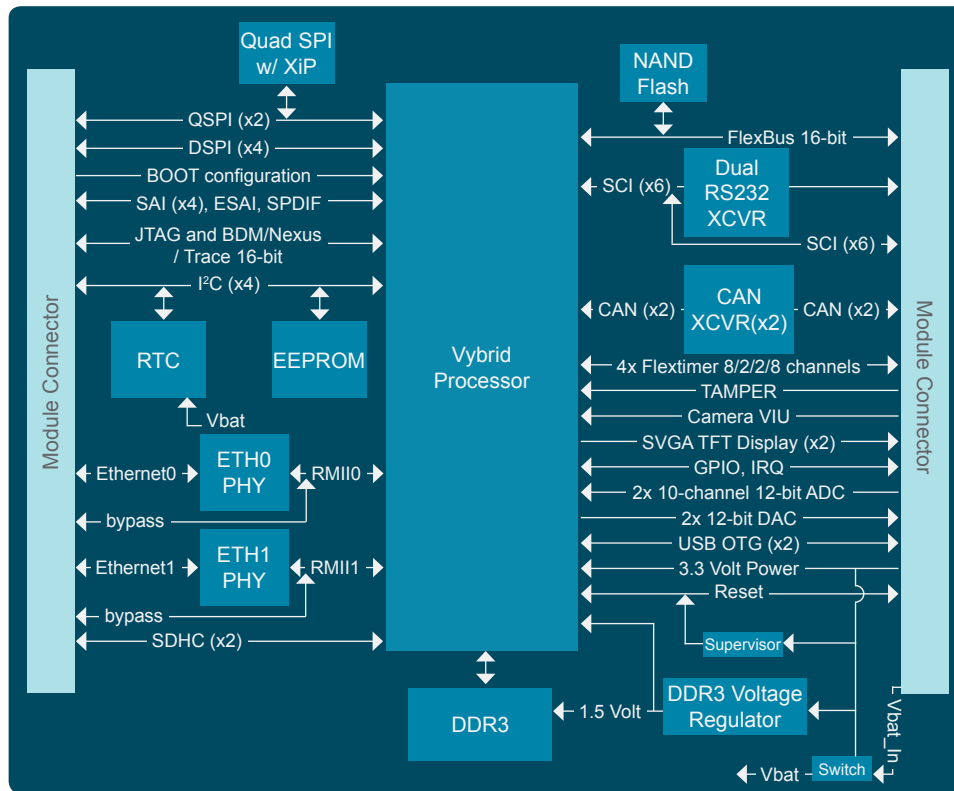 Quad SPI
w/ XiP
NAND
Flash
Module Connector
QSPI (x2)
DSPI (x4)
BOOT configuration
SAI (x4), ESAI, SPDIF
JTAG and BDM/Nexus
/ Trace 16-bit
I²C (x4)
RTC
EEPROM
Vbat
Ethernet0
ETH0
PHY
RMII0
bypass
Ethernet1
ETH1
PHY
RMII1
bypass
SDHC (x2)
Vybrid
Processor
DDR3
FlexBus 16-bit
SCI (x6)
Dual
RS232
XCVR
SCI (x6)
CAN (x2)
CAN
XCVR(x2)
CAN (x2)
4x Flextimer 8/2/2/8 channels
TAMPER
Camera VIU
SVGA TFT Display (x2)
GPIO, IRQ
2x 10-channel 12-bit ADC
2x 12-bit DAC
USB OTG (x2)
3.3 Volt Power
Reset
Supervisor
1.5 Volt
DDR3 Voltage
Regulator
Vbat_In
Vbat
Switch
Module Connector